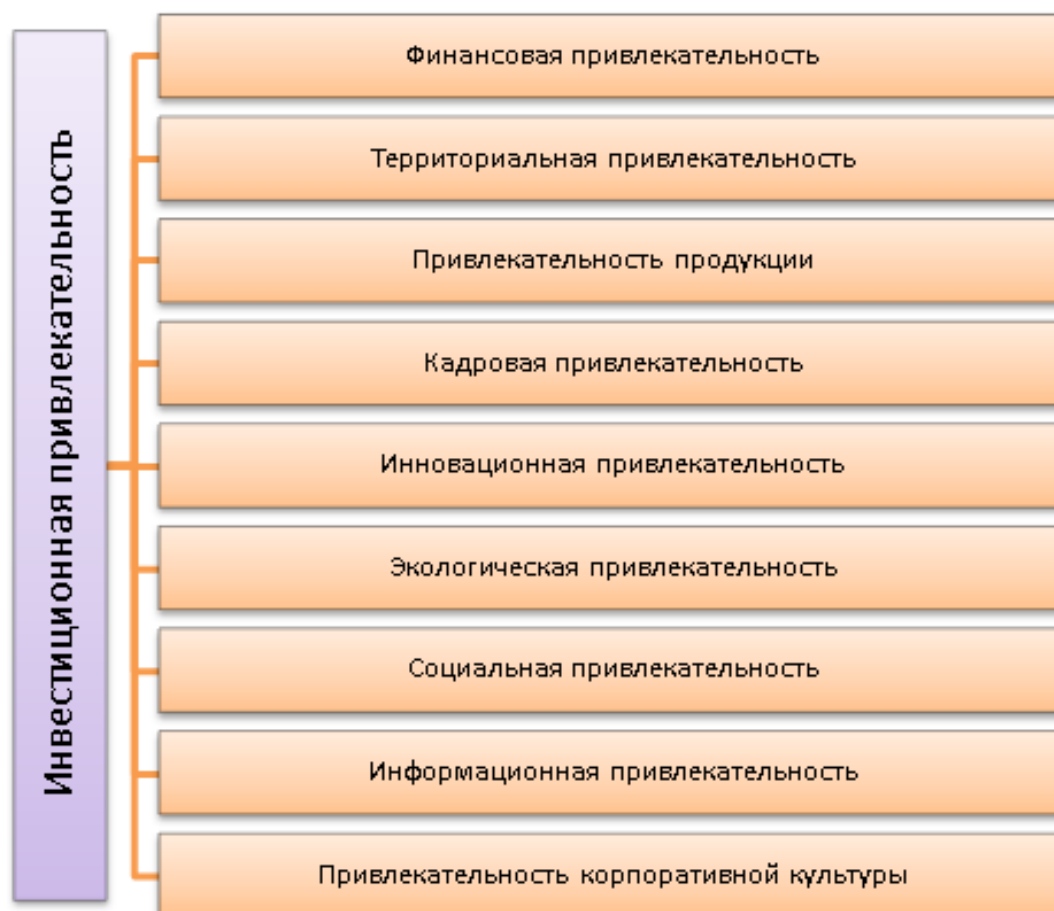 Инвестиционная привлекательность
Финансовая привлекательность
Территориальная привлекательность
Привлекательность продукции
Кадровая привлекательность
Инновационная привлекательность
Экологическая привлекательность
Социальная привлекательность
Информационная привлекательность
Привлекательность корпоративной культуры